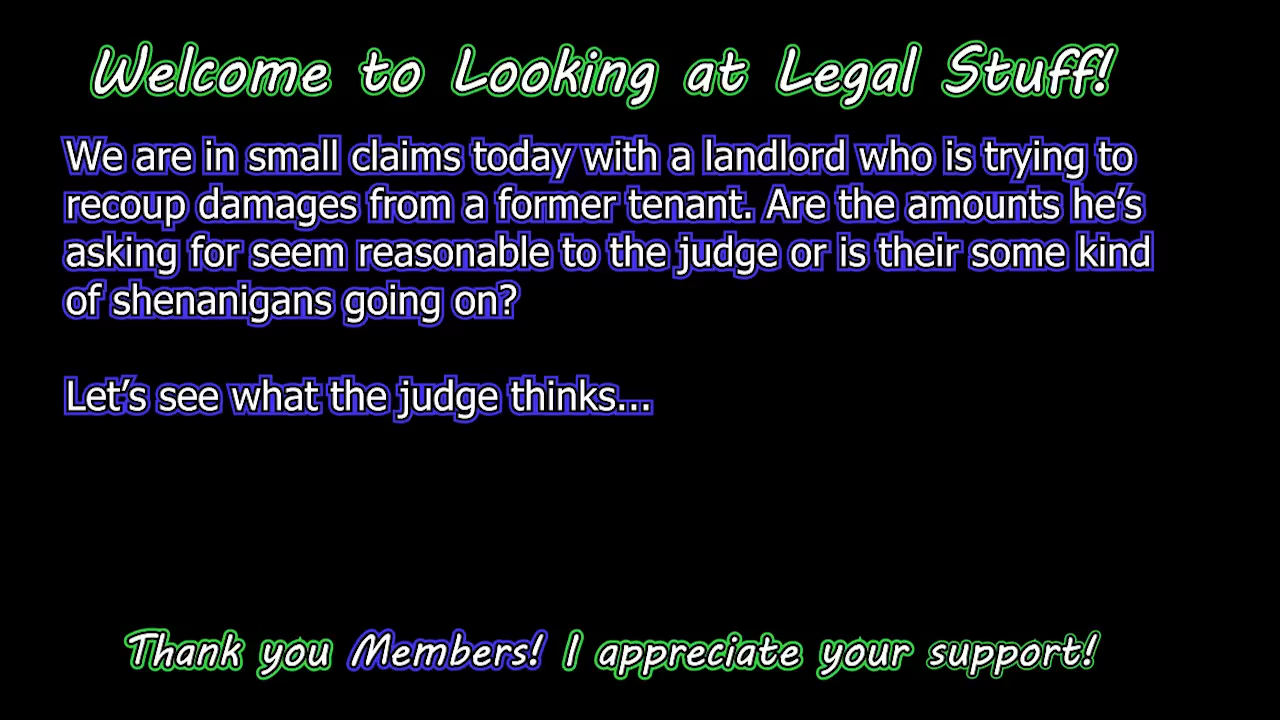 Welcome to Looking at Legal Stuff!
We are in small claims today with a landlord who is trying to
recoup damages from a former tenant. Are the amounts he’s
asking for seem reasonable to the judge or is their some kind
of shenanigans going on?
Let’s see what the judge thinks...
Thank you Members! I appreciate your support!